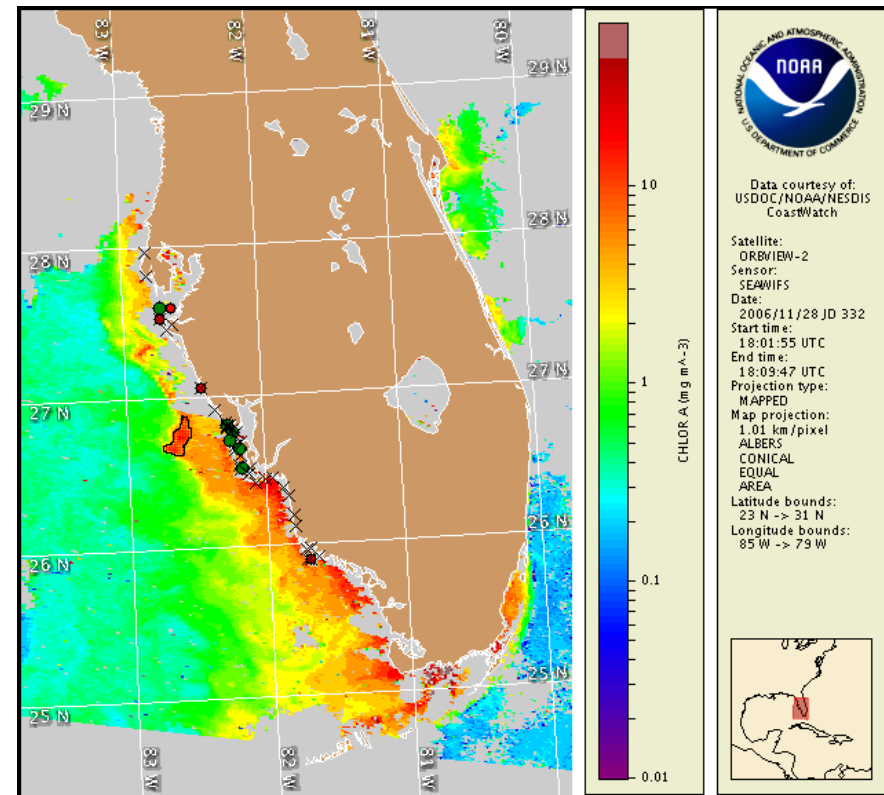 83 W
82 W
80 W
29 N
29 N
28 N
28 N
27 N
27 N
26 N
26 N
25 N
25 N
83 W
82 W
81 W
10
1
0.1
0.01
CHLOR A (mg m^-3)
NATIONAL OCEANIC AND ATMOSPHERIC ADMINISTRATION
NOAA
U.S. DEPARTMENT OF COMMERCE
Data courtesy of:
USDOC/NOAA/NESDIS
CoastWatch
Satellite:
ORBVIEW-2
Sensor:
SEAWIFS
Date:
2006/11/28 JD 332
Start time:
18:01:55 UTC
End time:
18:09:47 UTC
Projection type:
MAPPED
Map projection:
1.01 km/pixel
ALBERS
CONICAL
EQUAL
AREA
Latitude bounds:
23 N -> 31 N
Longitude bounds:
85 W -> 79 W